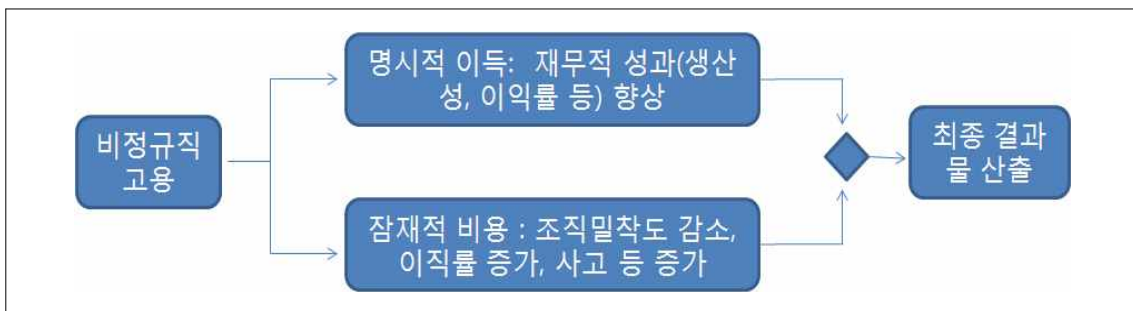 비정규직
고용
명시적 이득: 재무적 성과(생산
성, 이익률 등) 향상
잠재적 비용 : 조직밀착도 감소,
이직률 증가, 사고 등 증가
최종 결과
물 산출